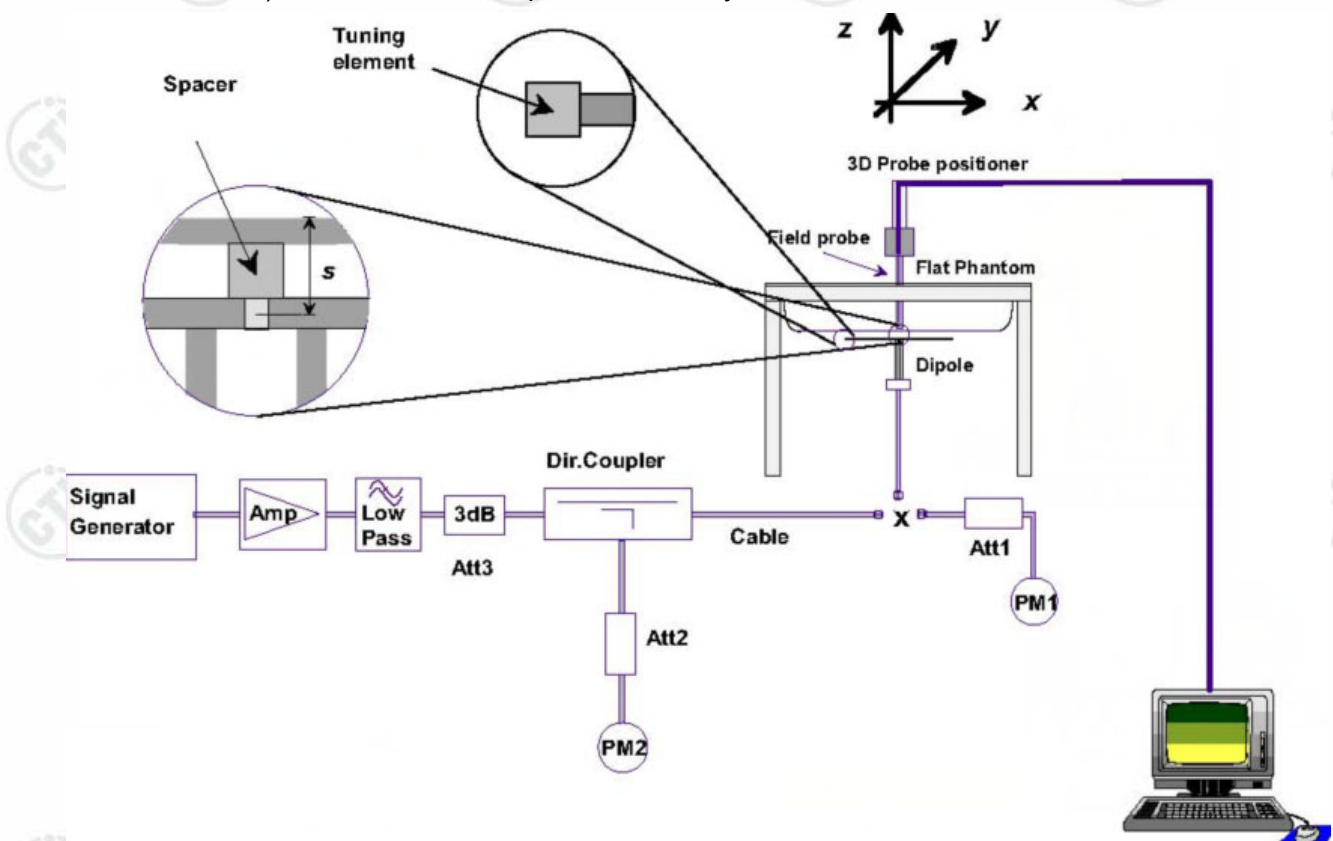 Tuning
element
Spacer
z
y
x
3D Probe positioner
Field probe
Flat Phantom
s
Dipole
Dir.Coupler
Signal
Generator
Amp
Low
Pass
3dB
Att3
Cable
x
Att1
PM1
Att2
PM2